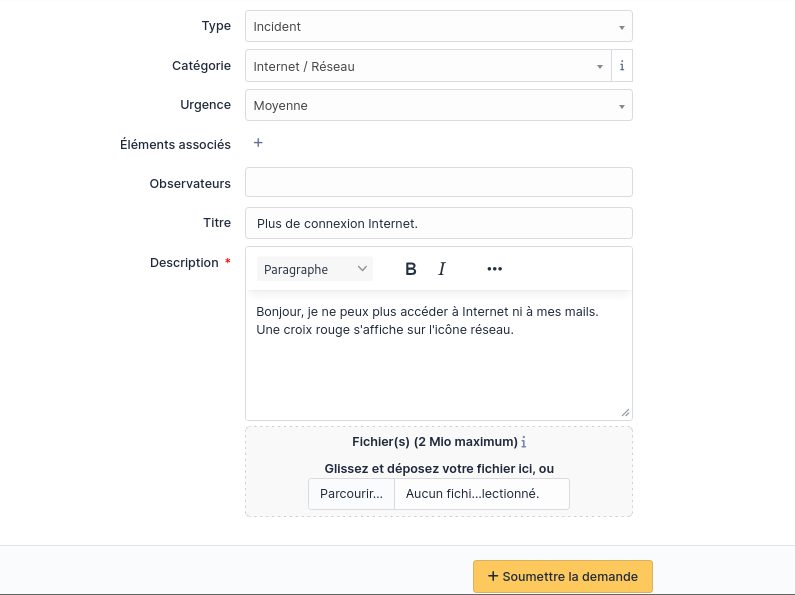 Type Incident
Catégorie Internet / Réseau i
Urgence Moyenne
Éléments associés +
Observateurs
Titre Plus de connexion Internet.
Description * Paragraphe B I •••
Bonjour, je ne peux plus accéder à Internet ni à mes mails.
Une croix rouge s'affiche sur l'icône réseau.
Fichier(s) (2 Mio maximum) i
Glissez et déposez votre fichier ici, ou
Parcourir... Aucun fichi...lectionné.
+ Soumettre la demande